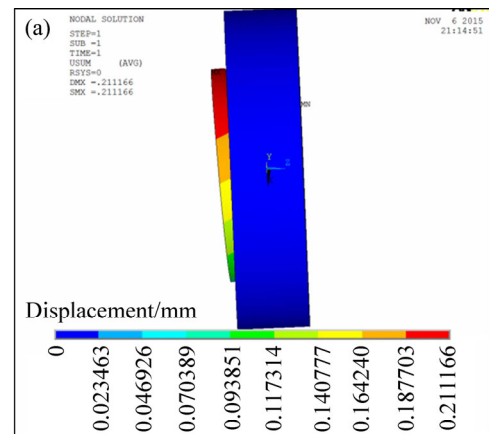 (a)
NODAL SOLUTION
STEP=1
SUB =1
TIME=1
USUM (AVG)
RSYS=0
DMX =.211166
SMX =.211166
NOV 6 2015
21:14:51
MN
Y
Displacement/mm
0
0.023463
0.046926
0.070389
0.093851
0.117314
0.140777
0.164240
0.187703
0.211166